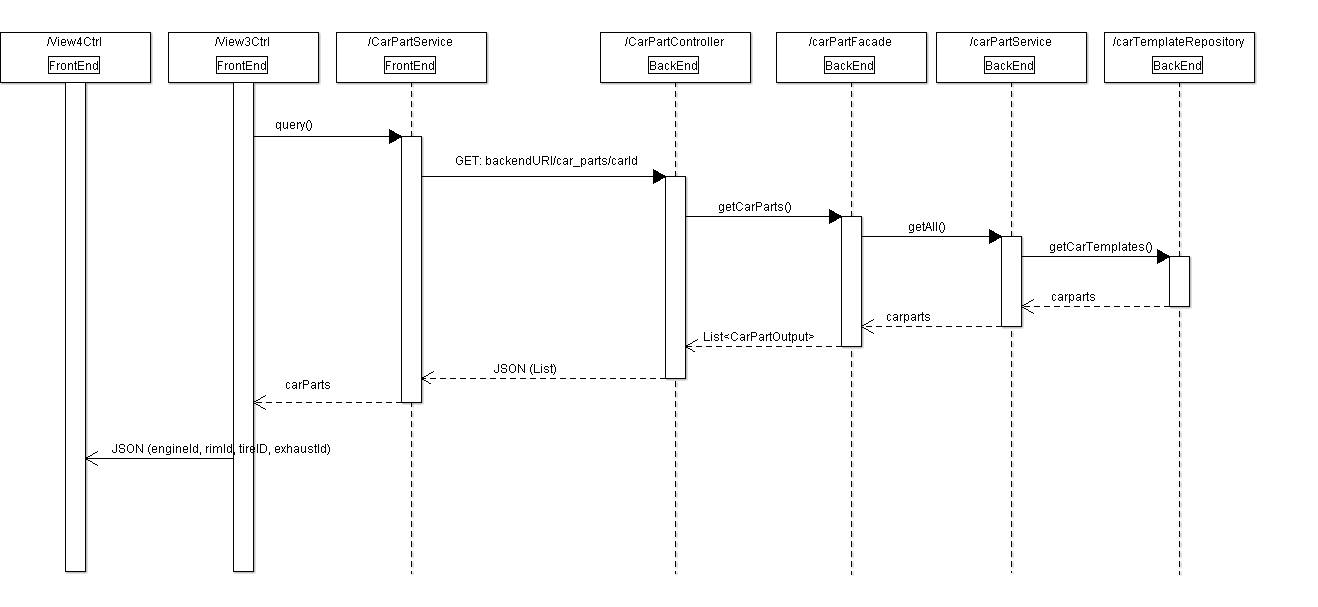 /View4Ctrl
FrontEnd
/View3Ctrl
FrontEnd
/CarPartService
FrontEnd
/CarPartController
BackEnd
/carPartFacade
BackEnd
/carPartService
BackEnd
/carTemplateRepository
BackEnd
query()
GET: backendURI/car_parts/carId
getCarParts()
getAll()
getCarTemplates()
carparts
carparts
List<CarPartOutput>
JSON (List)
carParts
JSON (engineId, rimId, tireID, exhaustId)